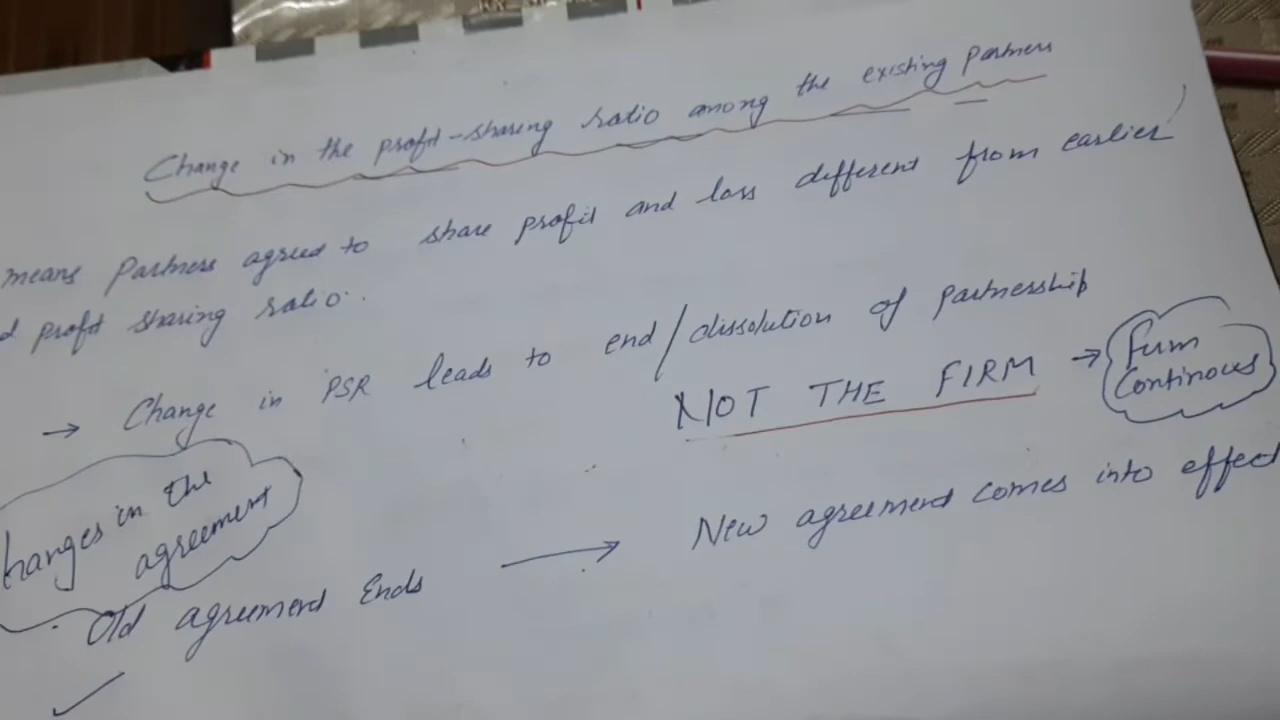 Change in the profit-sharing ratio among the existing Partners
means Partners agreed to share profit and loss different from earlier
profit sharing ratio.
→ Change in PSR leads to end/dissolution of partnership
NOT THE FIRM → Firm
Continous
hanges in the
agreement
Old agreement Ends → New agreement comes into effect